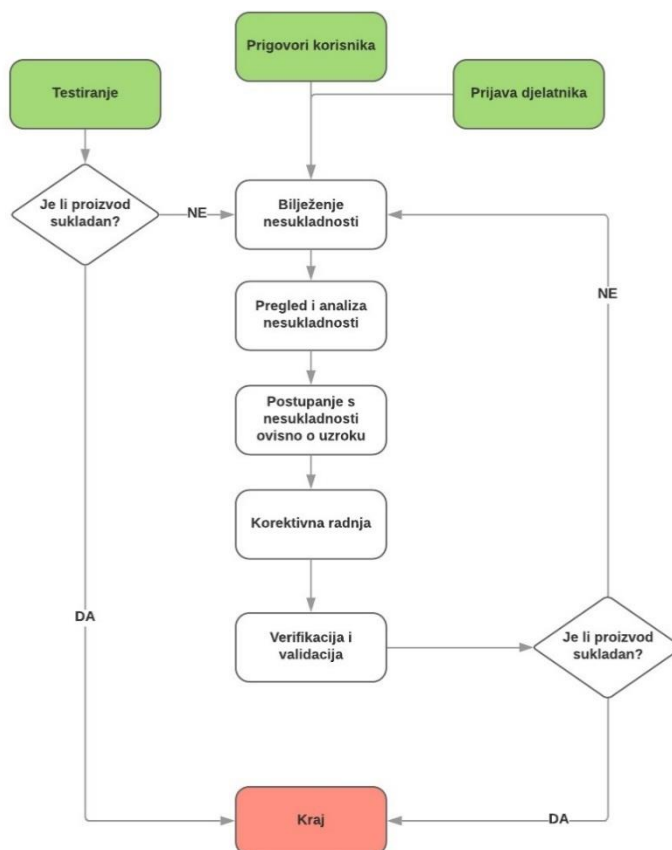 Prigovori korisnika
Testiranje
Prijava djelatnika
Je li proizvod
sukladan?
NE
Bilježenje
nesukladnosti
NE
Pregled i analiza
nesukladnosti
Postupanje s
nesukladnosti
ovisno o uzroku
Korektivna radnja
DA
Verifikacija i
validacija
Je li proizvod
sukladan?
Kraj
DA